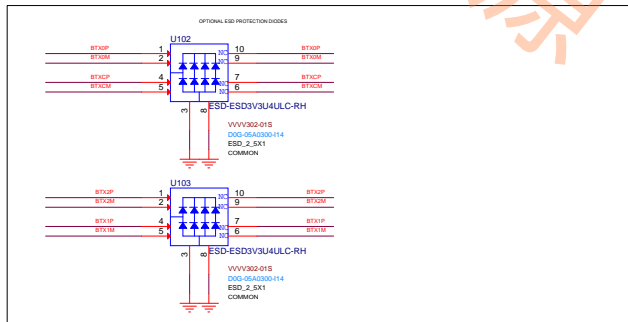 OPTIONAL ESD PROTECTION DIODES
U102
BTX0P 1 10 BTX0P
BTX0M 2 9 BTX0M
BTXCP 4 7 BTXCP
BTXCM 5 6 BTXCM
ESD-ESD3V3U4ULC-RH
3 8
VVVV302-01S
D0G-05A0300-I14
ESD_2_5X1
COMMON
U103
BTX2P 1 10 BTX2P
BTX2M 2 9 BTX2M
BTX1P 4 7 BTX1P
BTX1M 5 6 BTX1M
ESD-ESD3V3U4ULC-RH
3 8
VVVV302-01S
D0G-05A0300-I14
ESD_2_5X1
COMMON